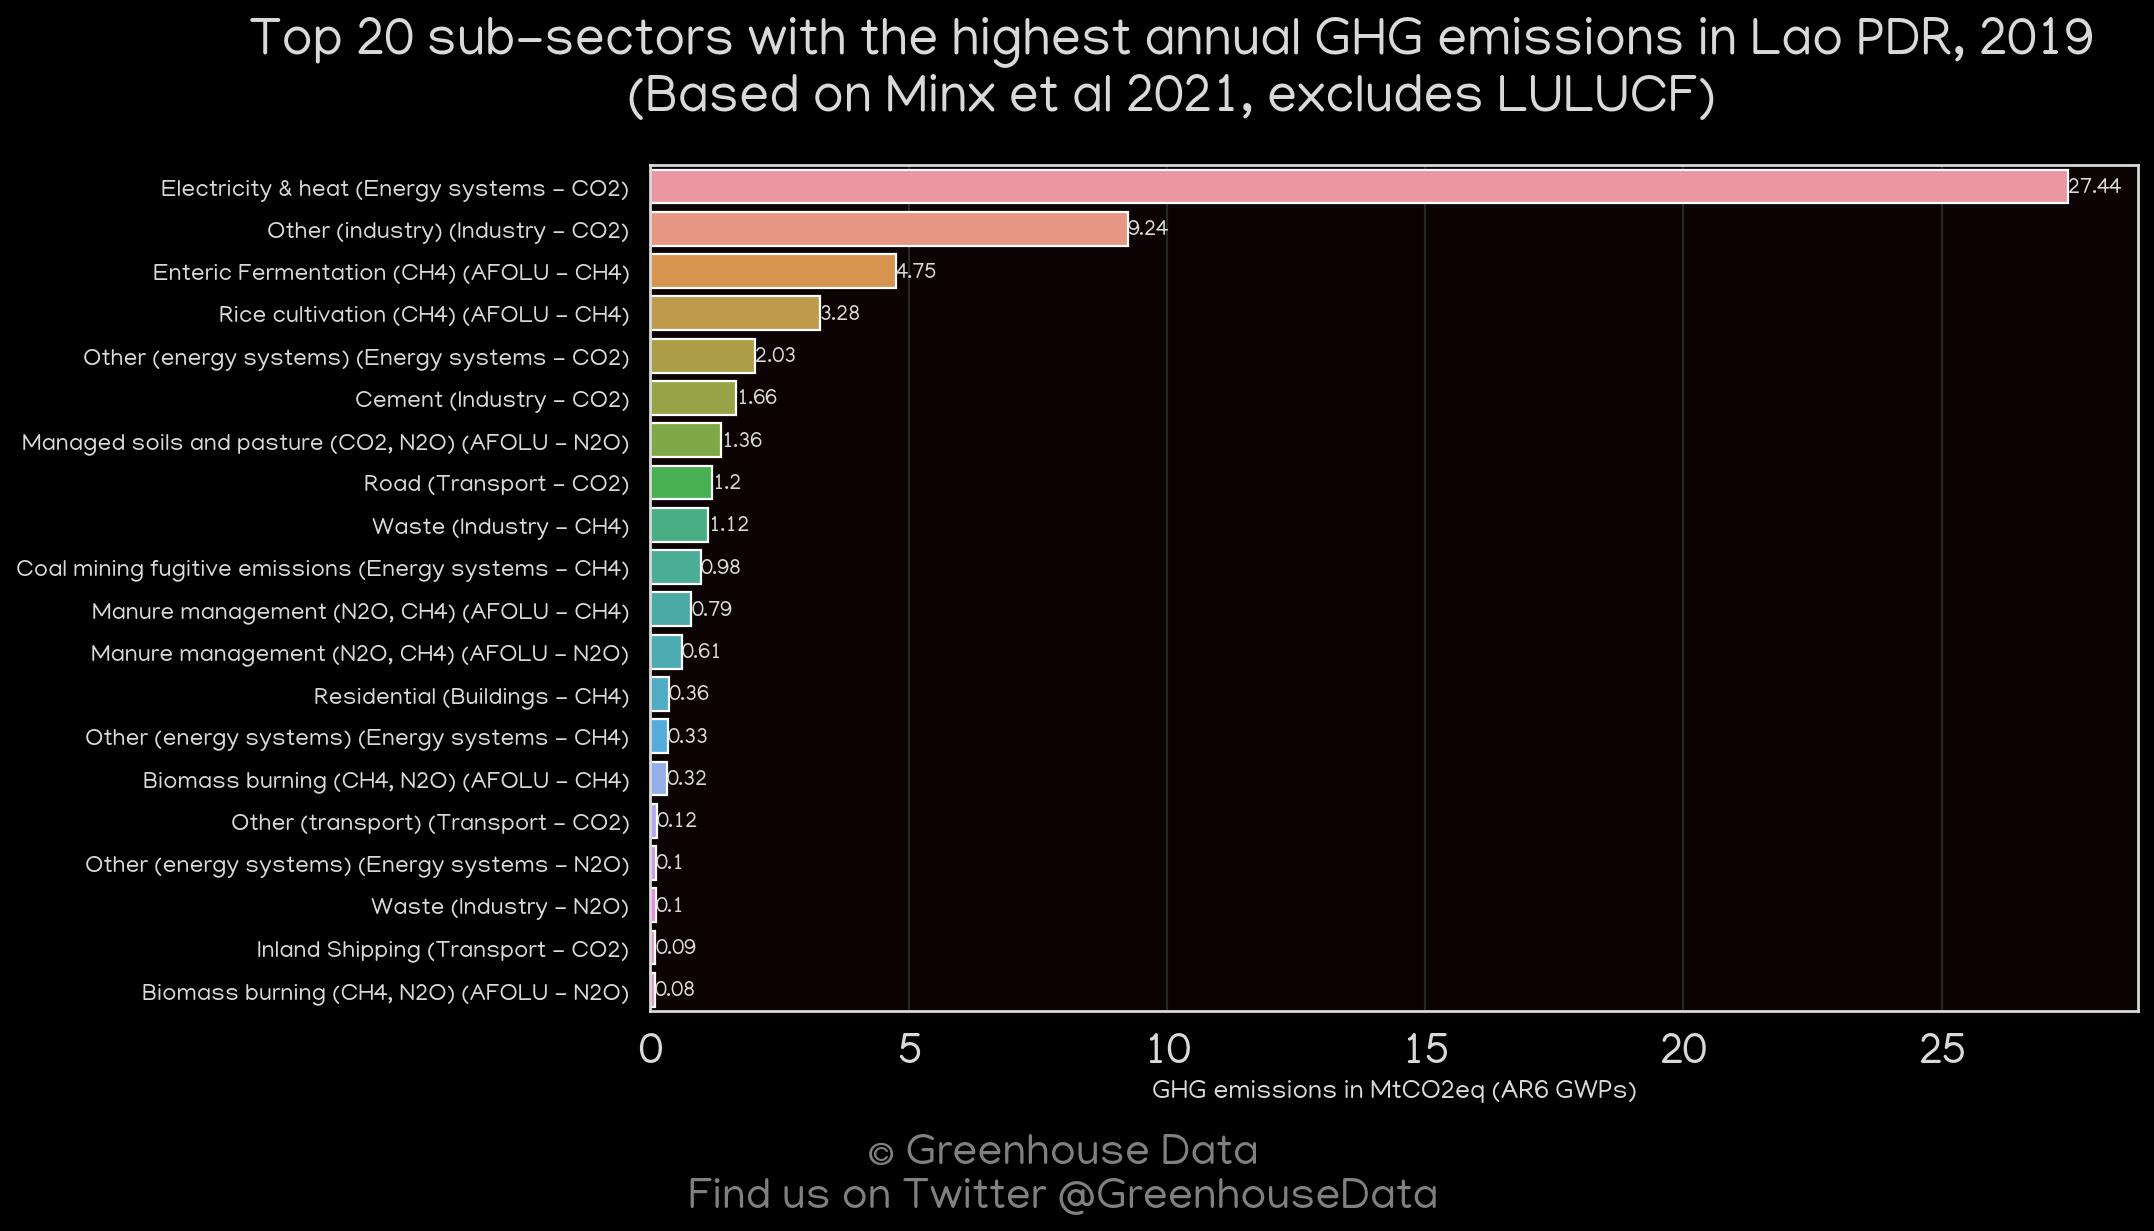 Top 20 sub-sectors with the highest annual GHG emissions in Lao PDR, 2019
(Based on Minx et al 2021, excludes LULUCF)
Electricity & heat (Energy systems - CO2) 27.44
Other (industry) (Industry - CO2) 9.24
Enteric Fermentation (CH4) (AFOLU - CH4) 4.75
Rice cultivation (CH4) (AFOLU - CH4) 3.28
Other (energy systems) (Energy systems - CO2) 2.03
Cement (Industry - CO2) 1.66
Managed soils and pasture (CO2, N2O) (AFOLU - N2O) 1.36
Road (Transport - CO2) 1.2
Waste (Industry - CH4) 1.12
Coal mining fugitive emissions (Energy systems - CH4) 0.98
Manure management (N2O, CH4) (AFOLU - CH4) 0.79
Manure management (N2O, CH4) (AFOLU - N2O) 0.61
Residential (Buildings - CH4) 0.36
Other (energy systems) (Energy systems - CH4) 0.33
Biomass burning (CH4, N2O) (AFOLU - CH4) 0.32
Other (transport) (Transport - CO2) 0.12
Other (energy systems) (Energy systems - N2O) 0.1
Waste (Industry - N2O) 0.1
Inland Shipping (Transport - CO2) 0.09
Biomass burning (CH4, N2O) (AFOLU - N2O) 0.08
0 5 10 15 20 25
GHG emissions in MtCO2eq (AR6 GWPs)
© Greenhouse Data
Find us on Twitter @GreenhouseData